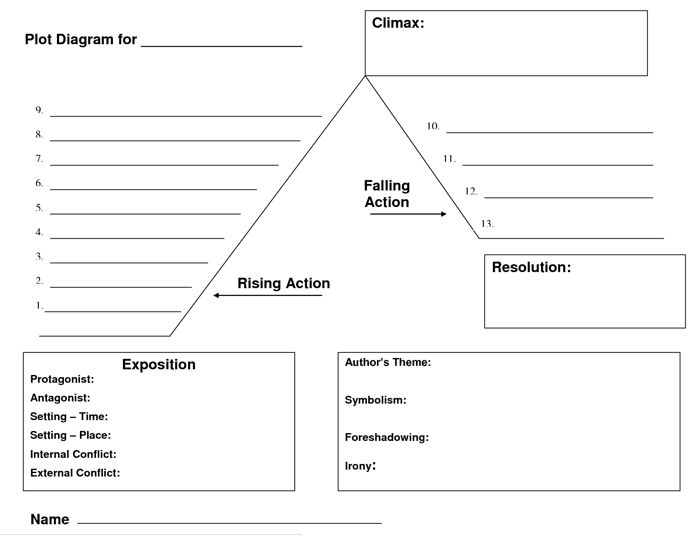 Climax:
Plot Diagram for
9.
8.
7.
6.
5.
4.
3.
2.
1.
Rising Action
10.
11.
12.
13.
Falling
Action
Resolution:
Exposition
Protagonist:
Antagonist:
Setting – Time:
Setting – Place:
Internal Conflict:
External Conflict:
Author's Theme:
Symbolism:
Foreshadowing:
Irony:
Name